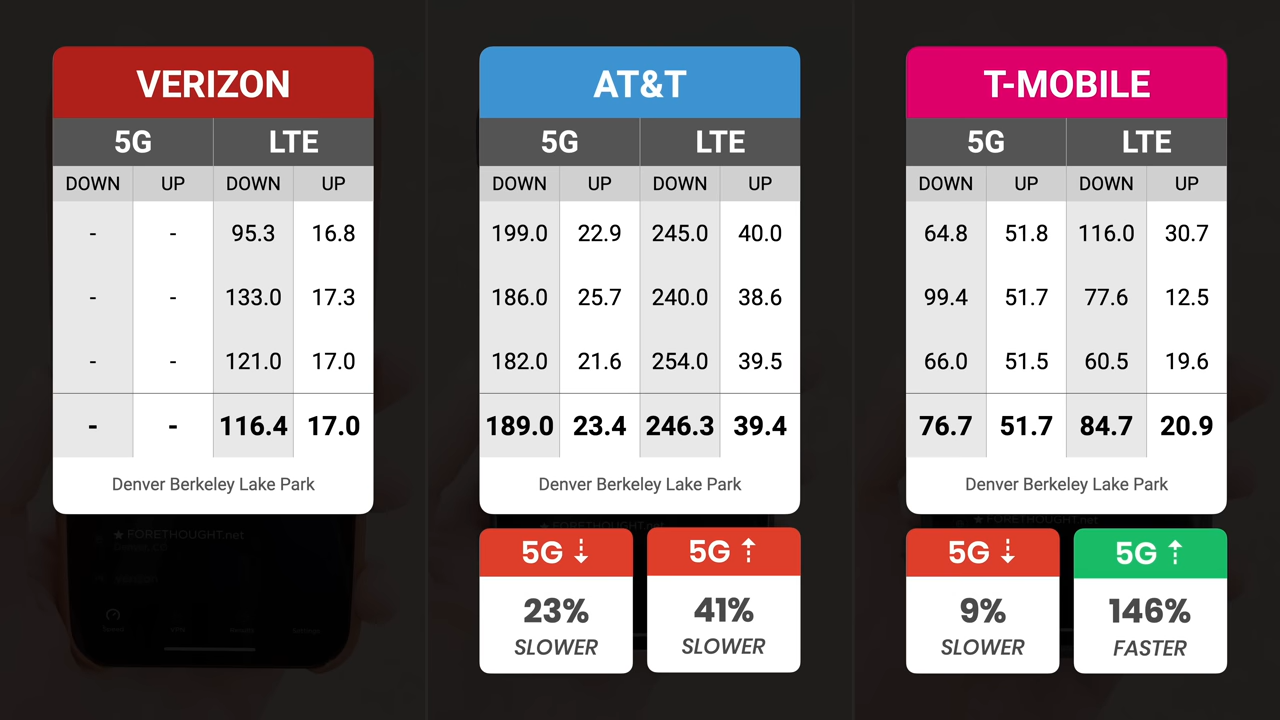 VERIZON
5G LTE
DOWN UP DOWN UP
- - 95.3 16.8
- - 133.0 17.3
- - 121.0 17.0
- - 116.4 17.0
Denver Berkeley Lake Park
★ FORETHOUGHT.net
AT&T
5G LTE
DOWN UP DOWN UP
199.0 22.9 245.0 40.0
186.0 25.7 240.0 38.6
182.0 21.6 254.0 39.5
189.0 23.4 246.3 39.4
Denver Berkeley Lake Park
5G ⇣ 5G ⇡
23% 41%
SLOWER SLOWER
T-MOBILE
5G LTE
DOWN UP DOWN UP
64.8 51.8 116.0 30.7
99.4 51.7 77.6 12.5
66.0 51.5 60.5 19.6
76.7 51.7 84.7 20.9
Denver Berkeley Lake Park
5G ⇣ 5G ⇡
9% 146%
SLOWER FASTER